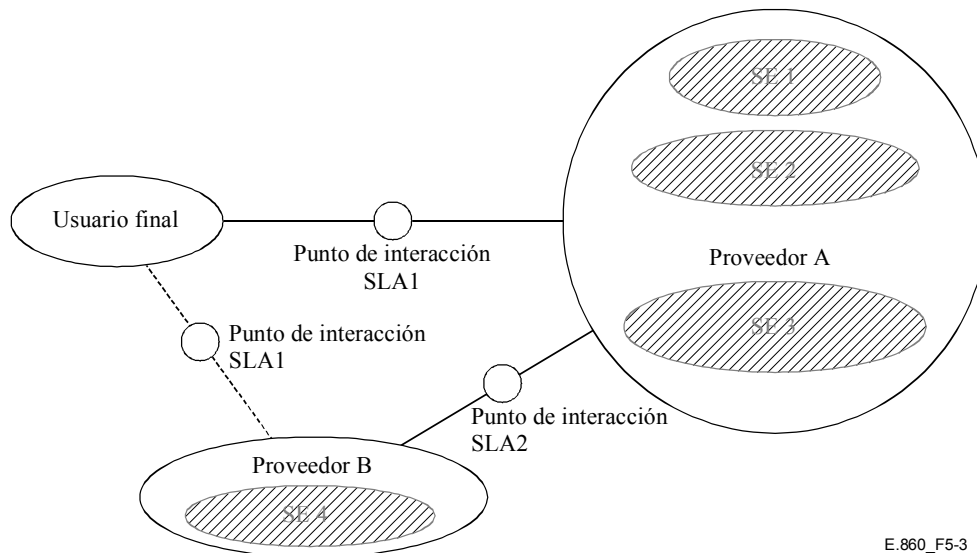 SE 1
SE 2
Usuario final
Punto de interacción
SLA1
Proveedor A
SE 3
Punto de interacción
SLA1
Punto de interacción
SLA2
Proveedor B
SE 4
E.860_F5-3